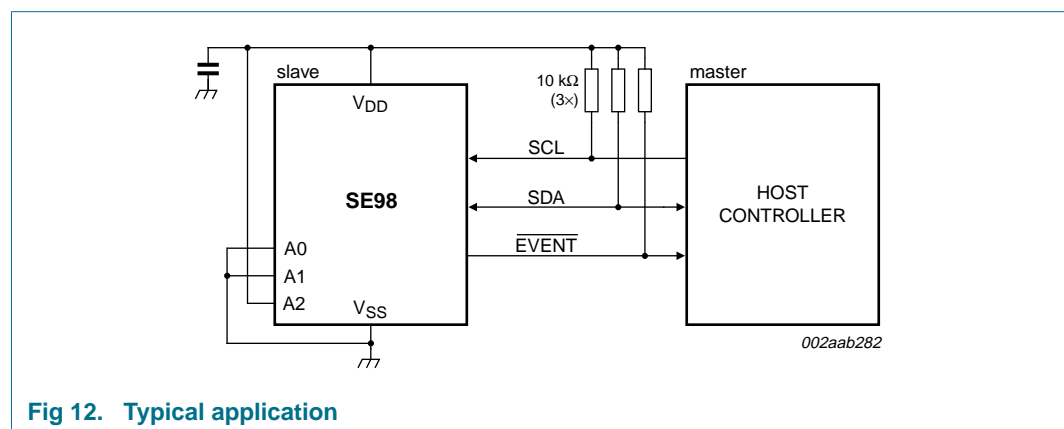 slave
10 kΩ
(3×)
master
VDD
SCL
SE98
SDA
HOST
CONTROLLER
EVENT
A0
A1
A2
VSS
002aab282
Fig 12. Typical application